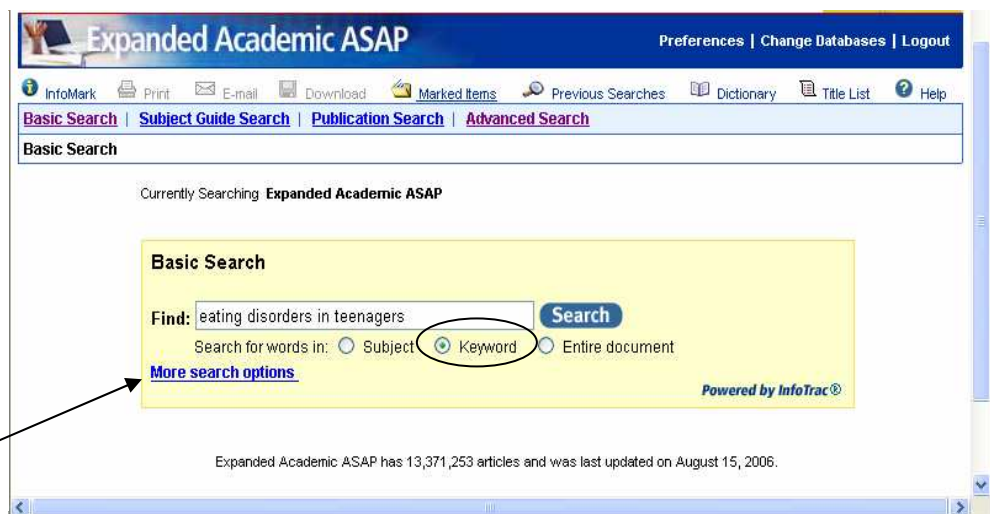 Expanded Academic ASAP
Preferences | Change Databases | Logout
InfoMark Print E-mail Download Marked Items Previous Searches Dictionary Title List Help
Basic Search | Subject Guide Search | Publication Search | Advanced Search
Basic Search
Currently Searching Expanded Academic ASAP
Basic Search
Find: eating disorders in teenagers Search
Search for words in: Subject Keyword Entire document
More search options
Powered by InfoTrac®
Expanded Academic ASAP has 13,371,253 articles and was last updated on August 15, 2006.